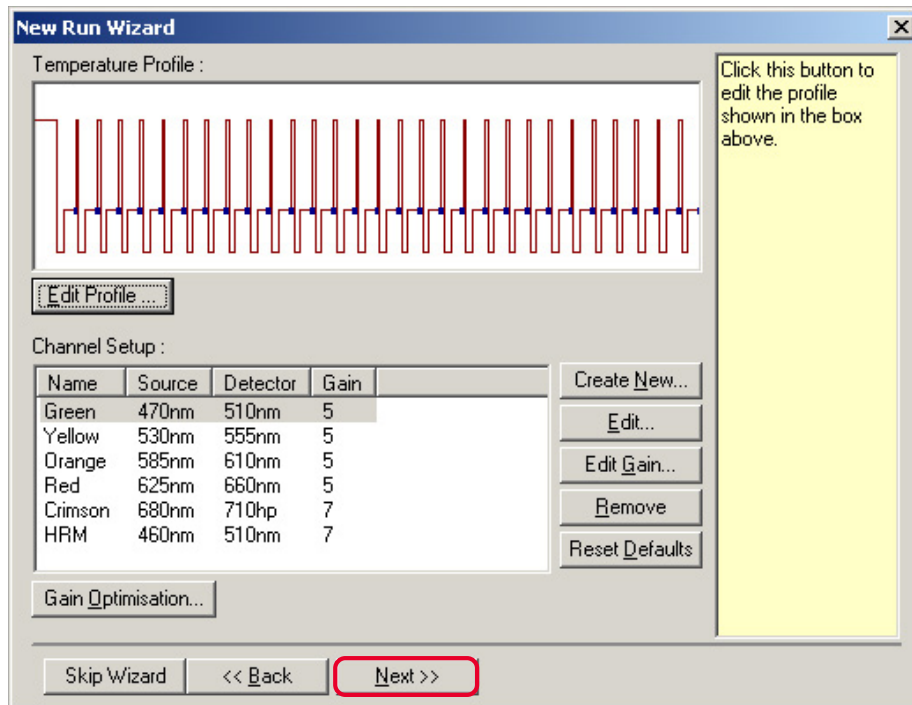 New Run Wizard
Temperature Profile :
Click this button to
edit the profile
shown in the box
above.
Edit Profile ...
Channel Setup :
Name Source Detector Gain
Green 470nm 510nm 5
Yellow 530nm 555nm 5
Orange 585nm 610nm 5
Red 625nm 660nm 5
Crimson 680nm 710hp 7
HRM 460nm 510nm 7
Create New...
Edit...
Edit Gain...
Remove
Reset Defaults
Gain Optimisation...
Skip Wizard << Back Next >>